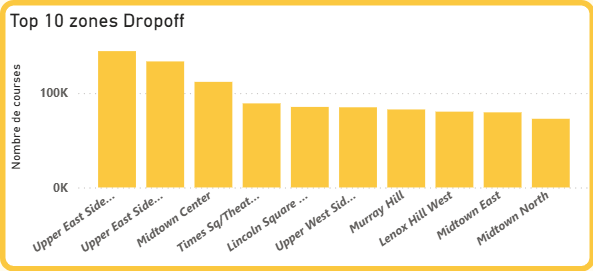 Top 10 zones Dropoff
Nombre de courses
100K
0K
Upper East Side...
Upper East Side...
Midtown Center
Times Sq/Theat...
Lincoln Square ...
Upper West Sid...
Murray Hill
Lenox Hill West
Midtown East
Midtown North